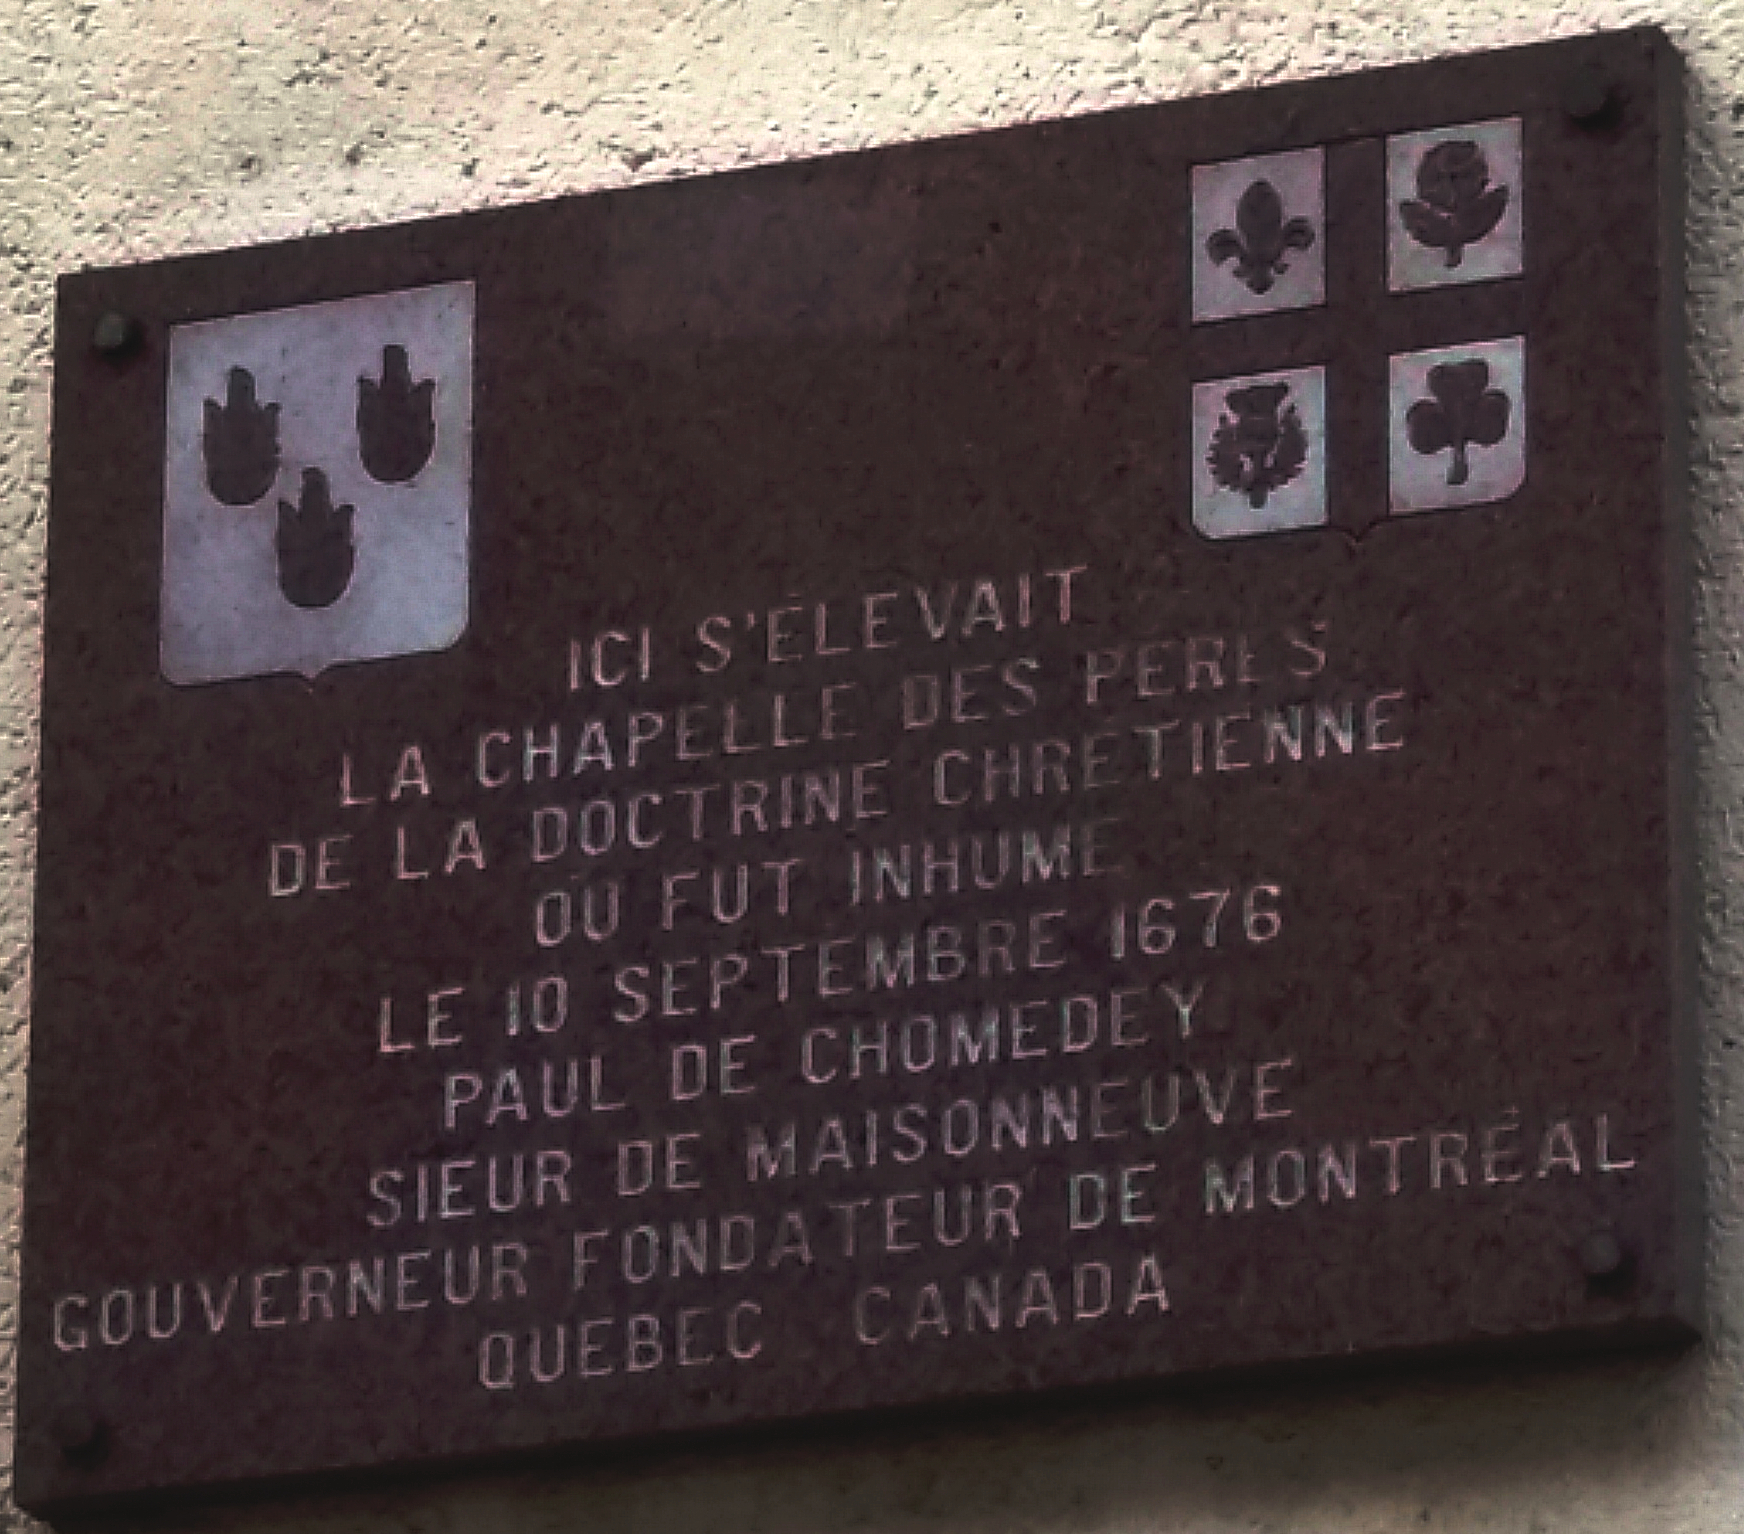 ICI S'ÉLEVAIT
LA CHAPELLE DES PERES
DE LA DOCTRINE CHRETIENNE
OU FUT INHUME
LE 10 SEPTEMBRE 1676
PAUL DE CHOMEDEY
SIEUR DE MAISONNEUVE
GOUVERNEUR FONDATEUR DE MONTRÉAL
QUEBEC CANADA